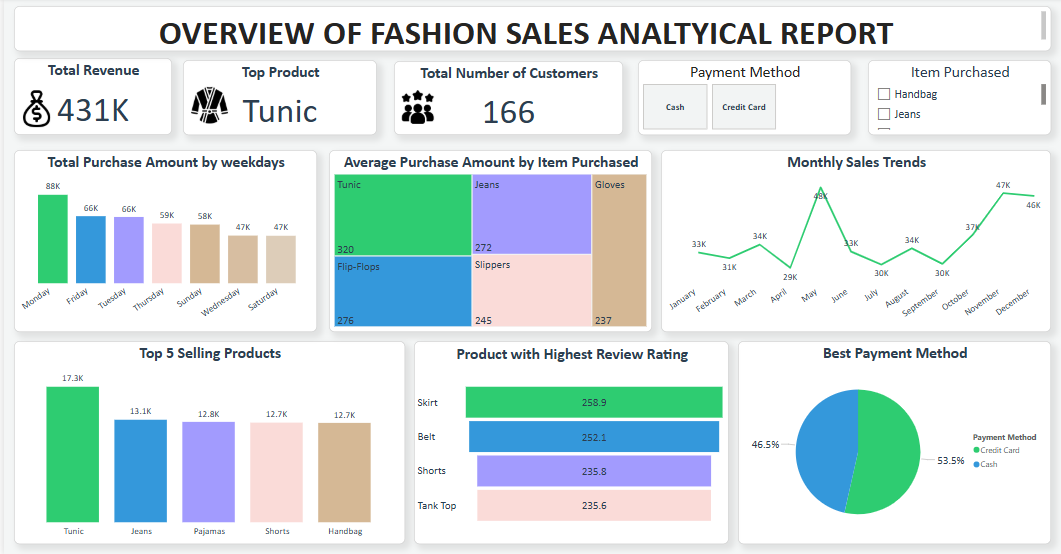 OVERVIEW OF FASHION SALES ANALTYICAL REPORT
Total Revenue
431K
Top Product
Tunic
Total Number of Customers
166
Payment Method
Cash
Credit Card
Item Purchased
Handbag
Jeans
Total Purchase Amount by weekdays
88K
66K
66K
59K
58K
47K
47K
Monday
Friday
Tuesday
Thursday
Sunday
Wednesday
Saturday
Average Purchase Amount by Item Purchased
Tunic
320
Jeans
272
Gloves
237
Flip-Flops
276
Slippers
245
Monthly Sales Trends
33K
31K
34K
29K
48K
33K
30K
34K
30K
37K
47K
46K
January
February
March
April
May
June
July
August
September
October
November
December
Top 5 Selling Products
17.3K
13.1K
12.8K
12.7K
12.7K
Tunic
Jeans
Pajamas
Shorts
Handbag
Product with Highest Review Rating
Skirt
258.9
Belt
252.1
Shorts
235.8
Tank Top
235.6
Best Payment Method
46.5%
53.5%
Payment Method
Credit Card
Cash